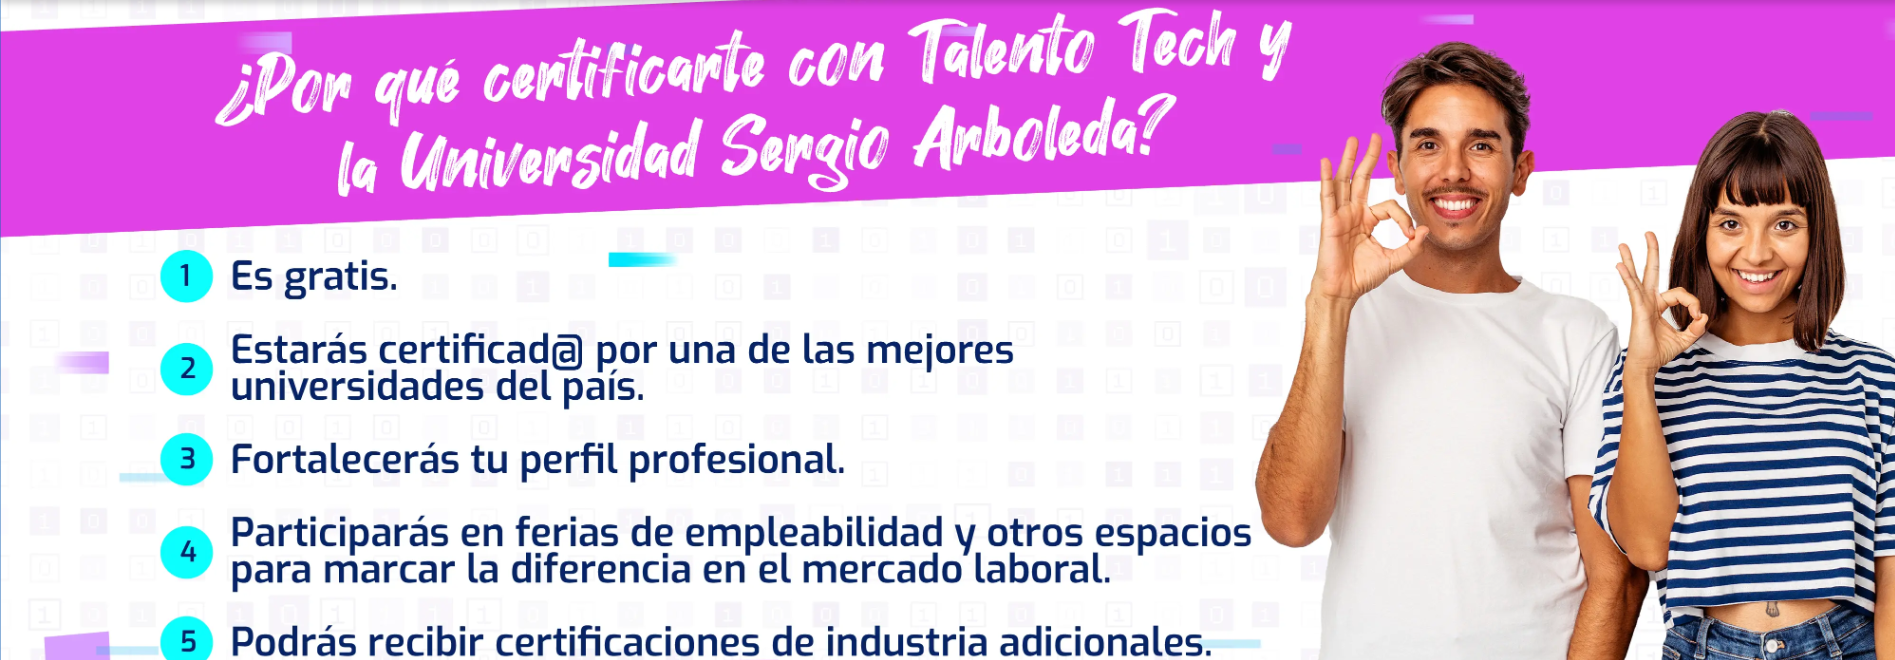 ¿Por qué certificarte con Talento Tech y
la Universidad Sergio Arboleda?
1 Es gratis.
2 Estarás certificad@ por una de las mejores
universidades del país.
3 Fortalecerás tu perfil profesional.
4 Participarás en ferias de empleabilidad y otros espacios
para marcar la diferencia en el mercado laboral.
5 Podrás recibir certificaciones de industria adicionales.